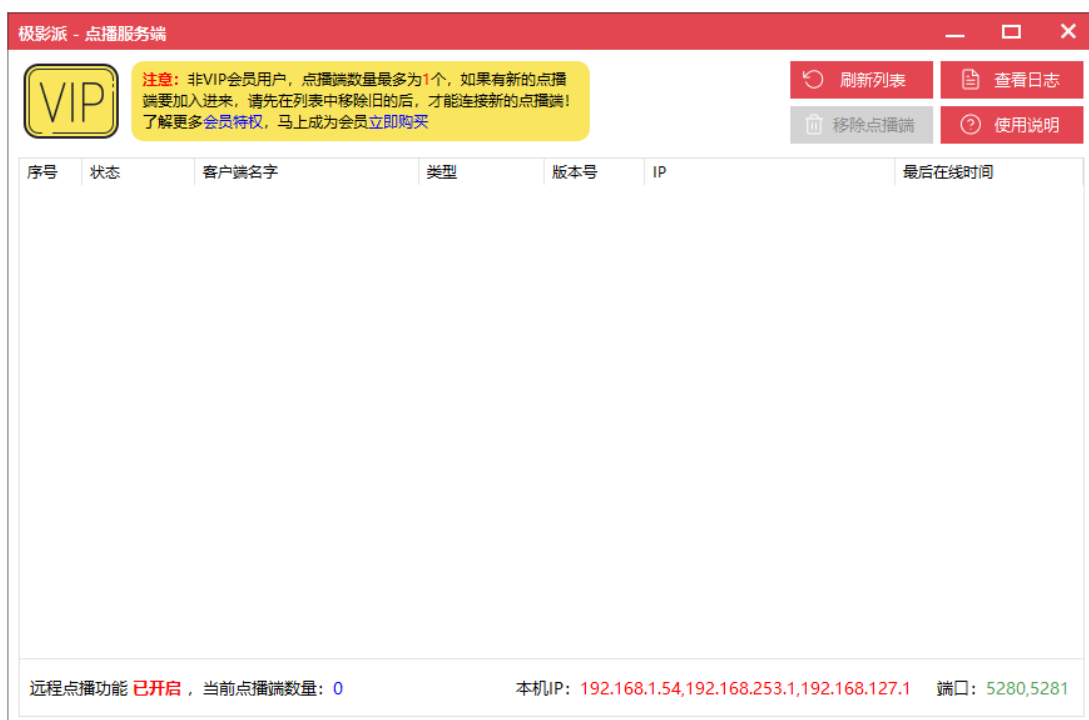 极影派 - 点播服务端
VIP
注意：非VIP会员用户，点播端数量最多为1个，如果有新的点播
端要加入进来，请先在列表中移除旧的后，才能连接新的点播端！
了解更多会员特权，马上成为会员立即购买
刷新列表 查看日志
移除点播端 使用说明
序号 状态 客户端名字 类型 版本号 IP 最后在线时间
远程点播功能 已开启 ，当前点播端数量：0 本机IP：192.168.1.54,192.168.253.1,192.168.127.1 端口：5280,5281